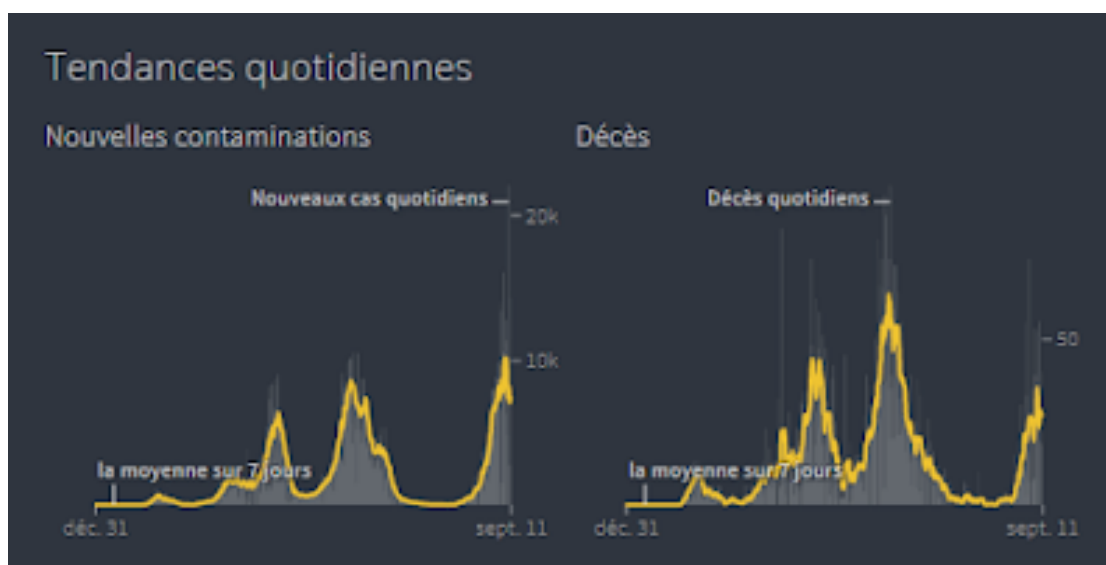 Tendances quotidiennes
Nouvelles contaminations
Nouveaux cas quotidiens
20k
10k
la moyenne sur 7 jours
déc. 31
sept. 11
Décès
Décès quotidiens
50
la moyenne sur 7 jours
déc. 31
sept. 11